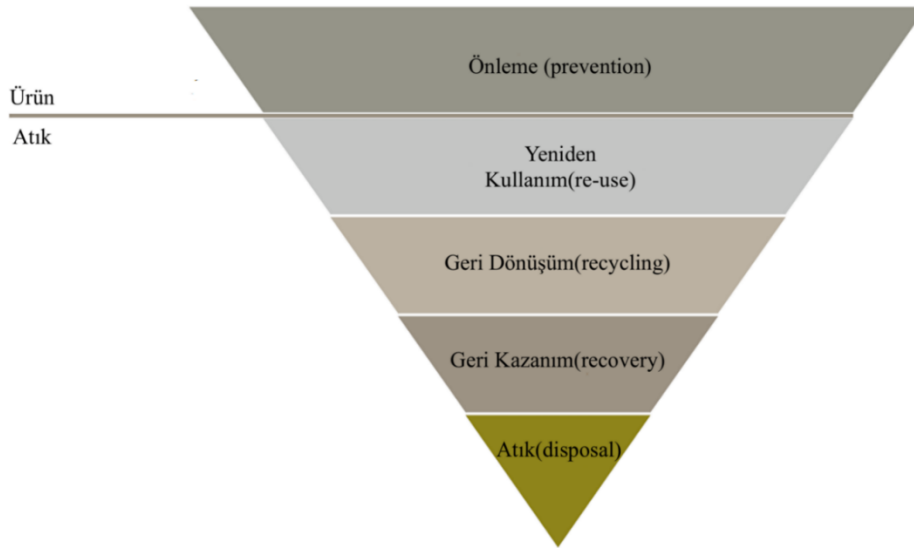 Önleme (prevention)
Ürün
Atık
Yeniden
Kullanım(re-use)
Geri Dönüşüm(recycling)
Geri Kazanım(recovery)
Atık(disposal)